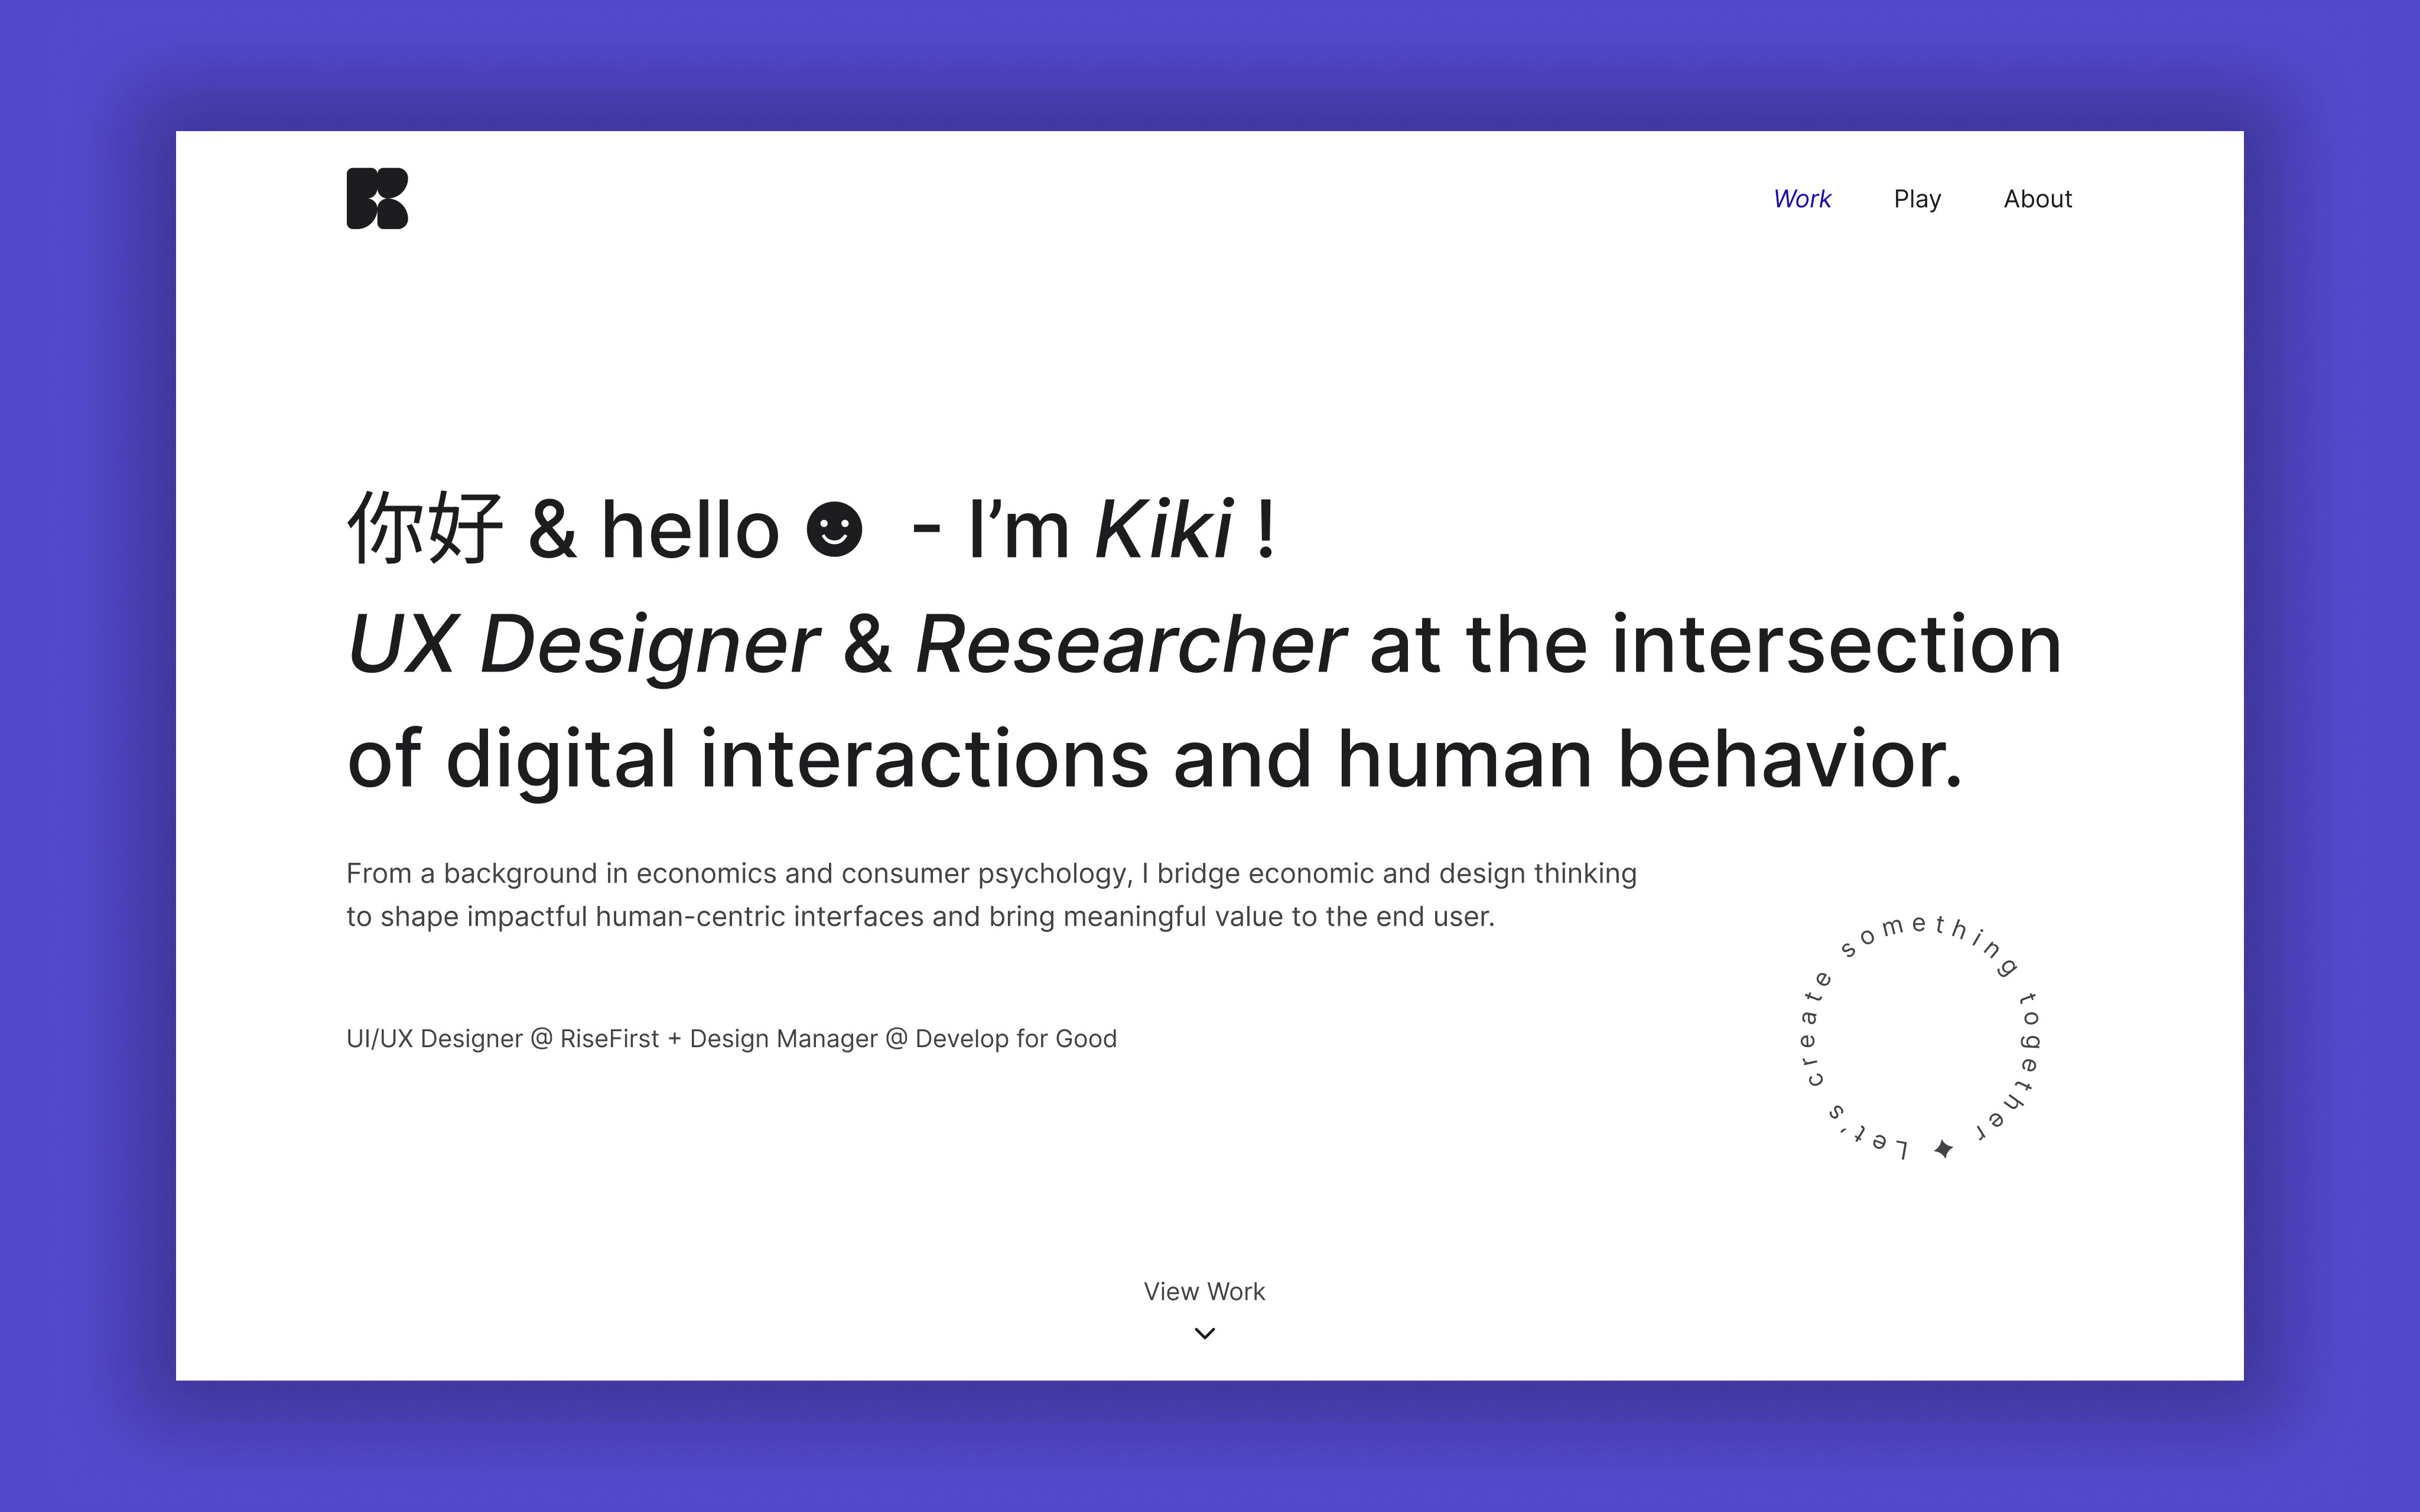 Work Play About
你好 & hello ☻ - I’m Kiki !
UX Designer & Researcher at the intersection
of digital interactions and human behavior.
From a background in economics and consumer psychology, I bridge economic and design thinking
to shape impactful human-centric interfaces and bring meaningful value to the end user.
UI/UX Designer @ RiseFirst + Design Manager @ Develop for Good
Let's create something together ✦
View Work